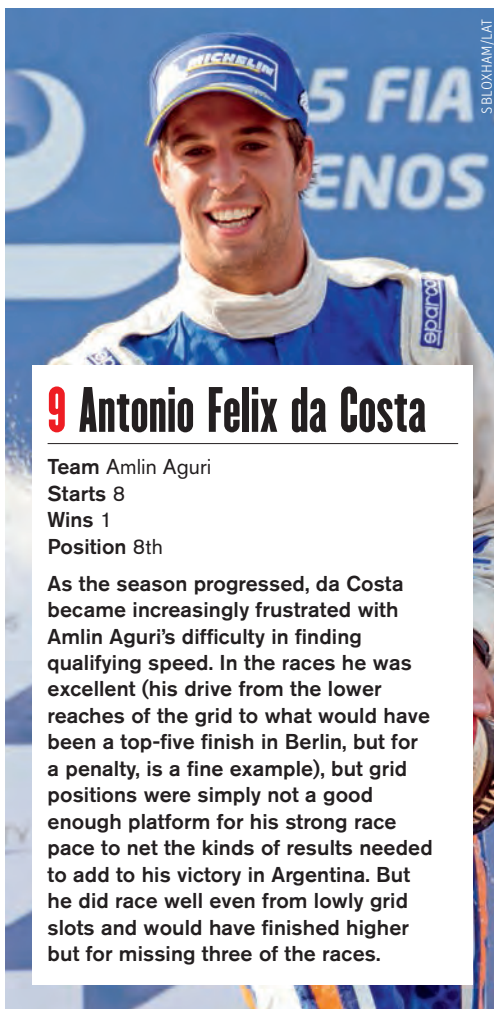 S BLOXHAM/LAT
MICHELIN
5 FIA
ENOS
sparco
9 Antonio Felix da Costa
Team Amlin Aguri
Starts 8
Wins 1
Position 8th
As the season progressed, da Costa
became increasingly frustrated with
Amlin Aguri's difficulty in finding
qualifying speed. In the races he was
excellent (his drive from the lower
reaches of the grid to what would have
been a top-five finish in Berlin, but for
a penalty, is a fine example), but grid
positions were simply not a good
enough platform for his strong race
pace to net the kinds of results needed
to add to his victory in Argentina. But
he did race well even from lowly grid
slots and would have finished higher
but for missing three of the races.